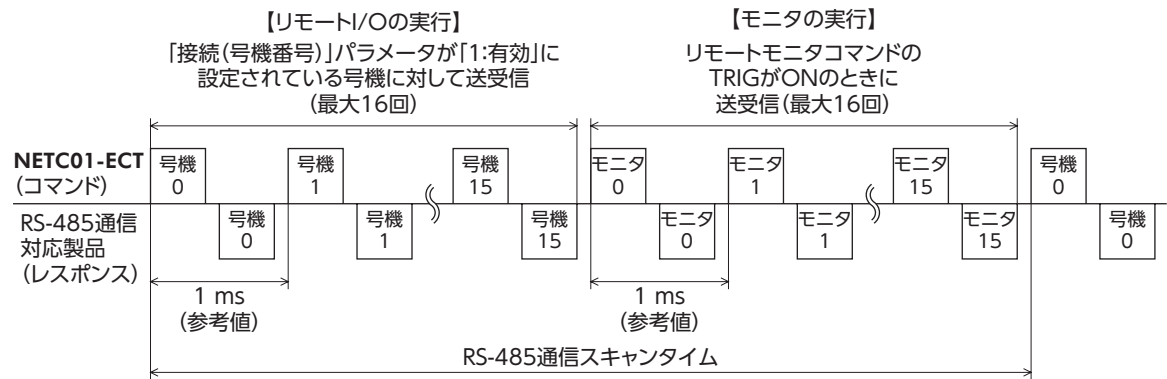 【リモートI/Oの実行】
「接続(号機番号)」パラメータが「1:有効」に
設定されている号機に対して送受信
(最大16回)
【モニタの実行】
リモートモニタコマンドの
TRIGがONのときに
送受信(最大16回)
NETC01-ECT
(コマンド)
号機
0
号機
1
号機
15
モニタ
0
モニタ
1
モニタ
15
号機
0
RS-485通信
対応製品
(レスポンス)
号機
0
号機
1
号機
15
モニタ
0
モニタ
1
モニタ
15
号機
0
1 ms
(参考値)
1 ms
(参考値)
RS-485通信スキャンタイム